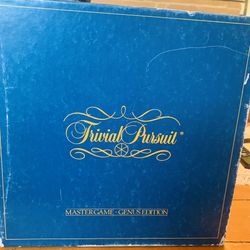 Trivial Pursuit®
MASTER GAME - GENUS EDITION